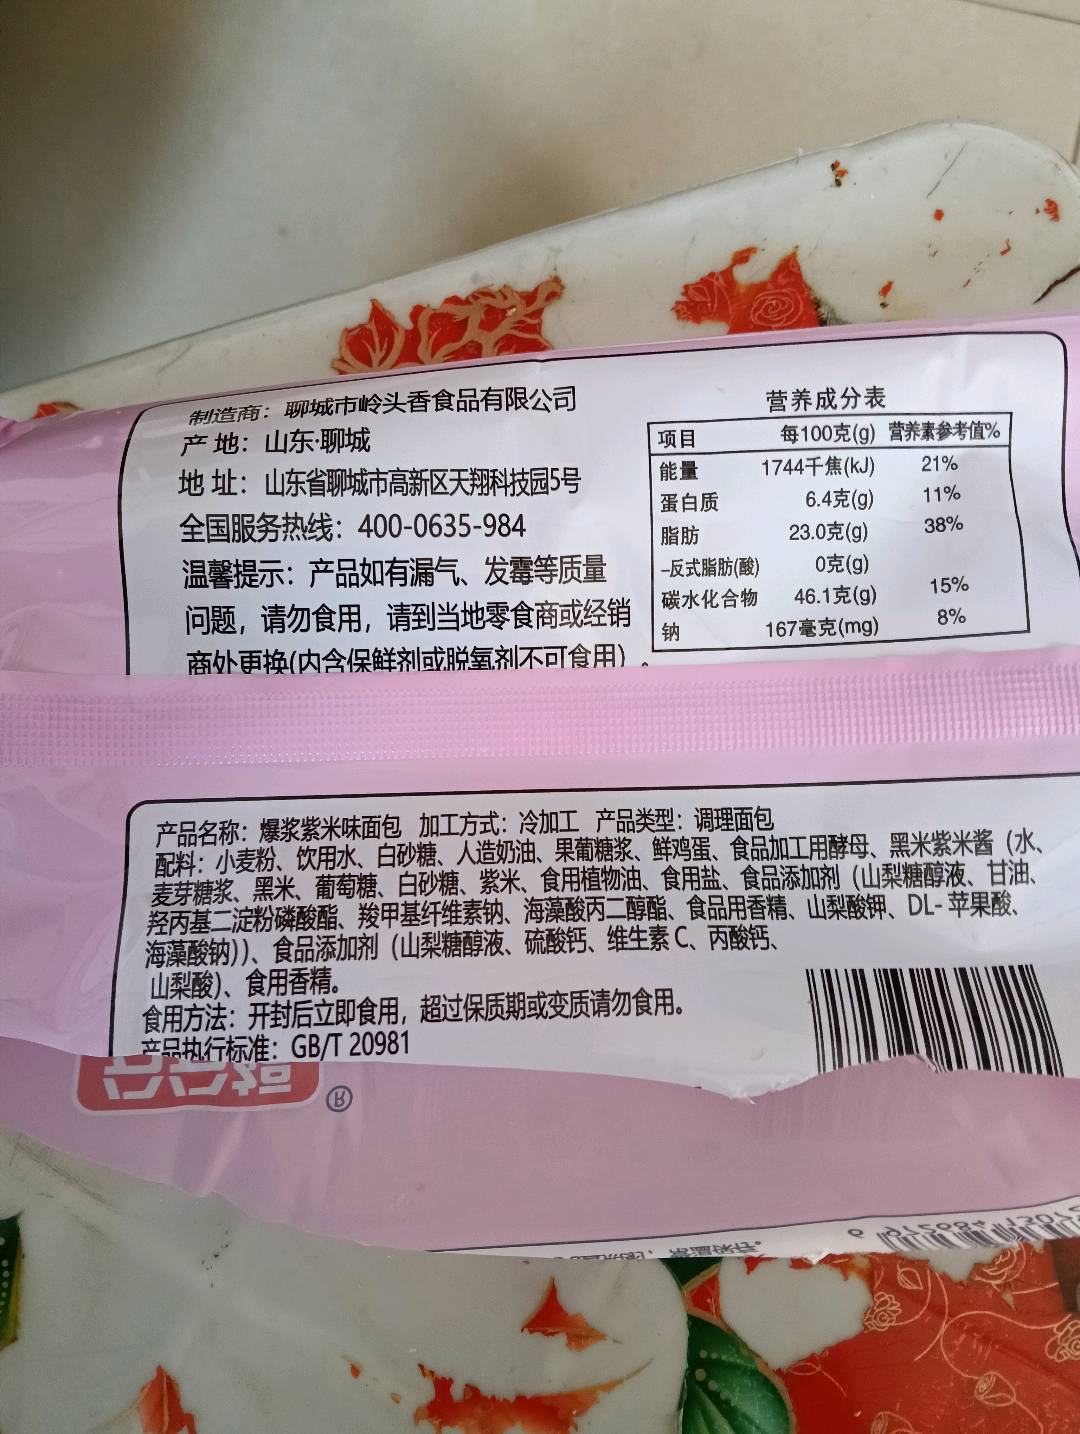 制造商：聊城市岭头香食品有限公司
产 地：山东·聊城
地 址：山东省聊城市高新区天翔科技园5号
全国服务热线：400-0635-984
温馨提示：产品如有漏气、发霉等质量
问题，请勿食用，请到当地零食商或经销
商处更换(内含保鲜剂或脱氧剂不可食用)。
营养成分表
项目 每100克(g) 营养素参考值%
能量 1744千焦(kJ) 21%
蛋白质 6.4克(g) 11%
脂肪 23.0克(g) 38%
-反式脂肪(酸) 0克(g)
碳水化合物 46.1克(g) 15%
钠 167毫克(mg) 8%
产品名称：爆浆紫米味面包 加工方式：冷加工 产品类型：调理面包
配料：小麦粉、饮用水、白砂糖、人造奶油、果葡糖浆、鲜鸡蛋、食品加工用酵母、黑米紫米酱（水、
麦芽糖浆、黑米、葡萄糖、白砂糖、紫米、食用植物油、食用盐、食品添加剂（山梨糖醇液、甘油、
羟丙基二淀粉磷酸酯、羧甲基纤维素钠、海藻酸丙二醇酯、食品用香精、山梨酸钾、DL- 苹果酸、
海藻酸钠)）、食品添加剂（山梨糖醇液、硫酸钙、维生素 C、丙酸钙、
山梨酸）、食用香精。
食用方法：开封后立即食用，超过保质期或变质请勿食用。
产品执行标准：GB/T 20981
®